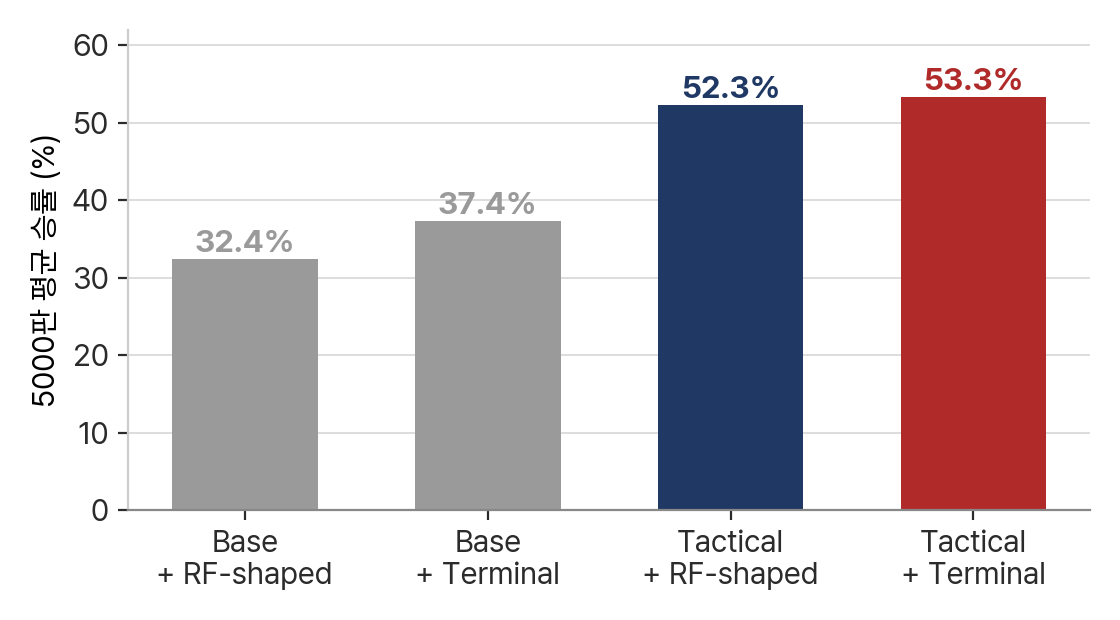 5000판 평균 승률 (%)
60
50
40
30
20
10
0
32.4%
37.4%
52.3%
53.3%
Base
+ RF-shaped
Base
+ Terminal
Tactical
+ RF-shaped
Tactical
+ Terminal